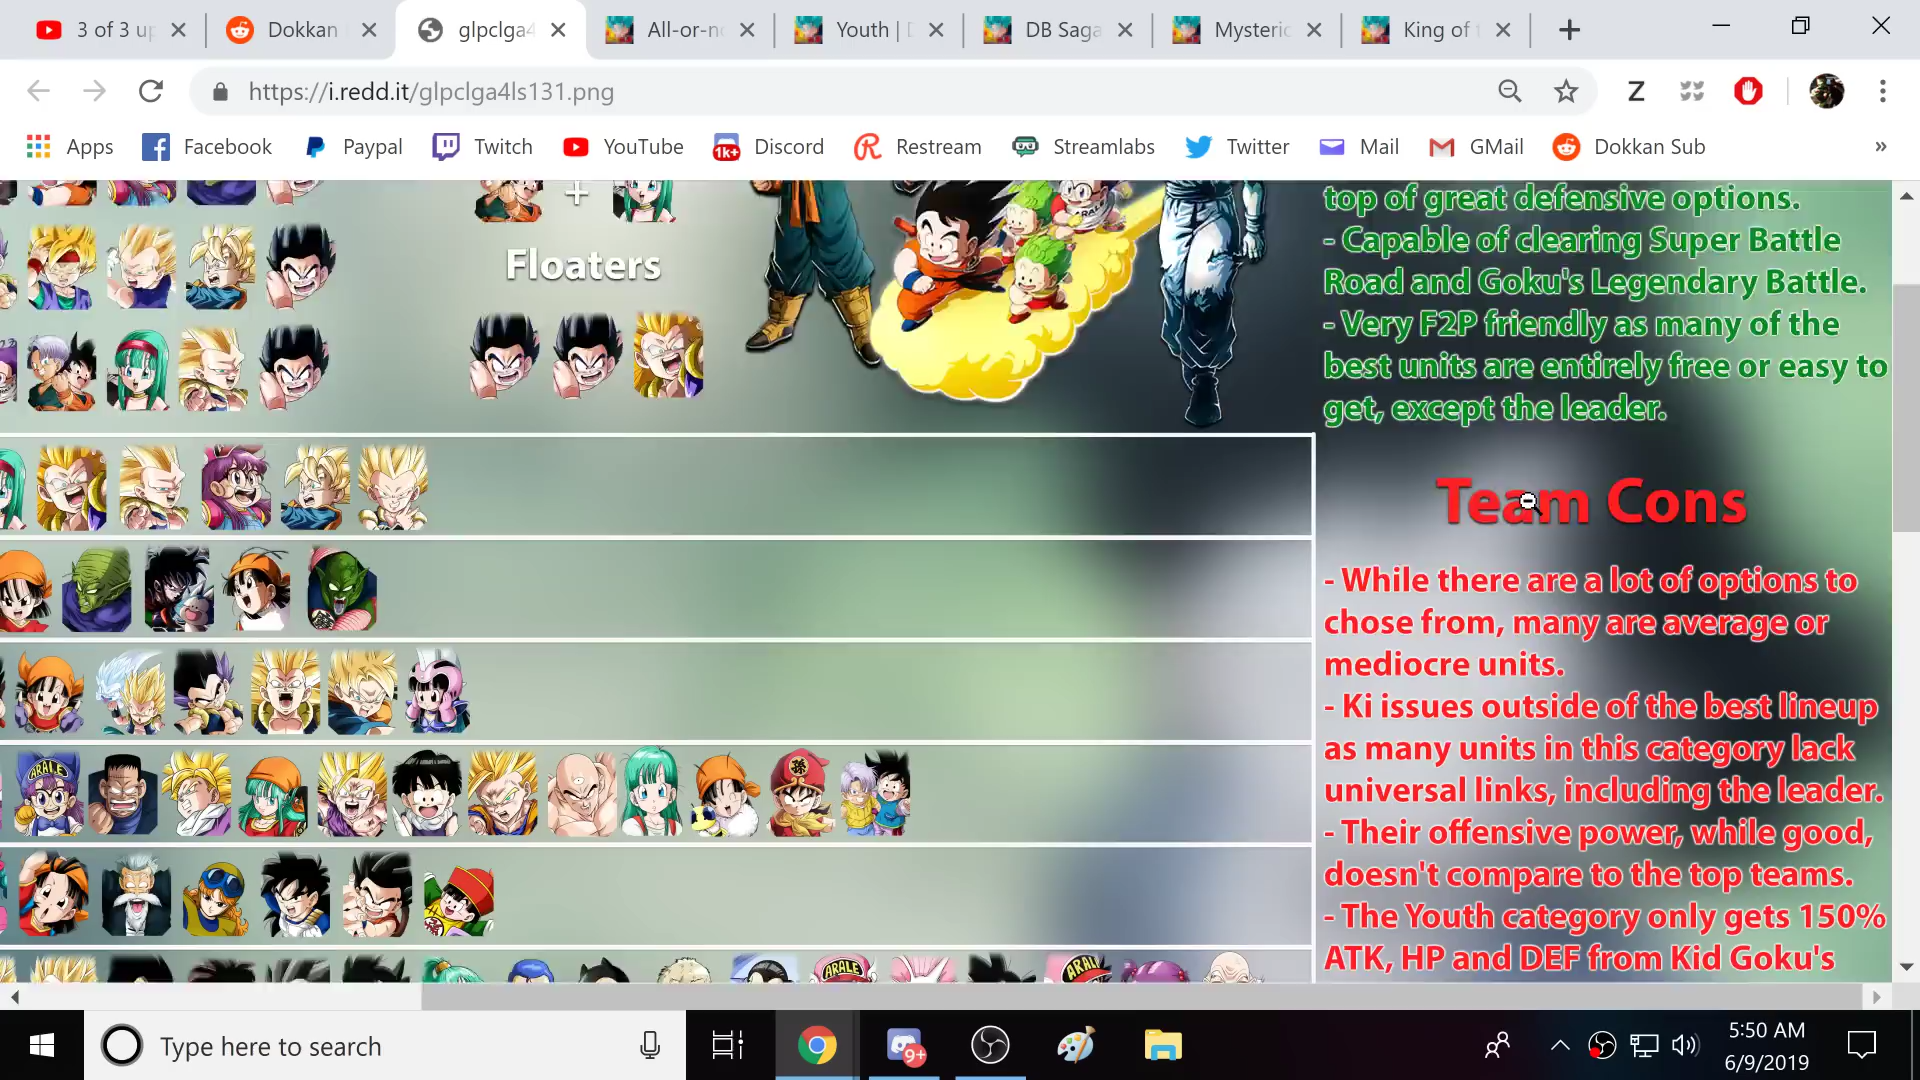 3 of 3 up
Dokkan
glpclga4
All-or-n
Youth |
DB Saga
Mysteric
King of
https://i.redd.it/glpclga4ls131.png
Z
Apps
Facebook
Paypal
Twitch
YouTube
1k+
Discord
Restream
Streamlabs
Twitter
Mail
GMail
Dokkan Sub
»
+
Floaters
top of great defensive options.
- Capable of clearing Super Battle
Road and Goku's Legendary Battle.
- Very F2P friendly as many of the
best units are entirely free or easy to
get, except the leader.
Team Cons
- While there are a lot of options to
chose from, many are average or
mediocre units.
- Ki issues outside of the best lineup
as many units in this category lack
universal links, including the leader.
- Their offensive power, while good,
doesn't compare to the top teams.
- The Youth category only gets 150%
ATK, HP and DEF from Kid Goku's
ARALE
ARALE
Type here to search
9+
5:50 AM
6/9/2019